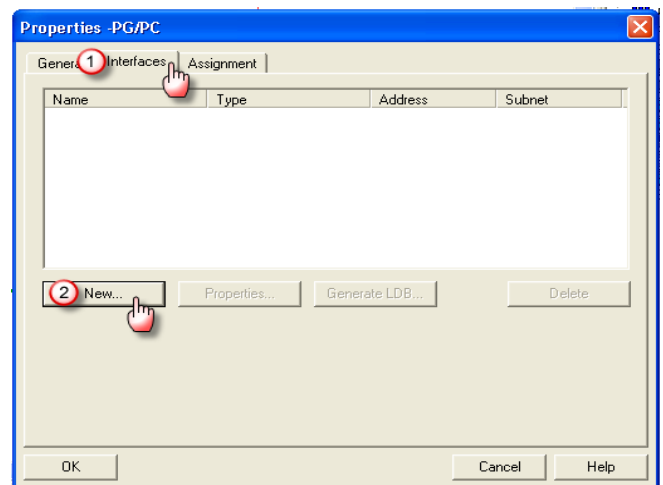 Properties -PG/PC
Genera 1 Interfaces Assignment
Name Type Address Subnet
2 New... Properties... Generate LDB... Delete
OK Cancel Help